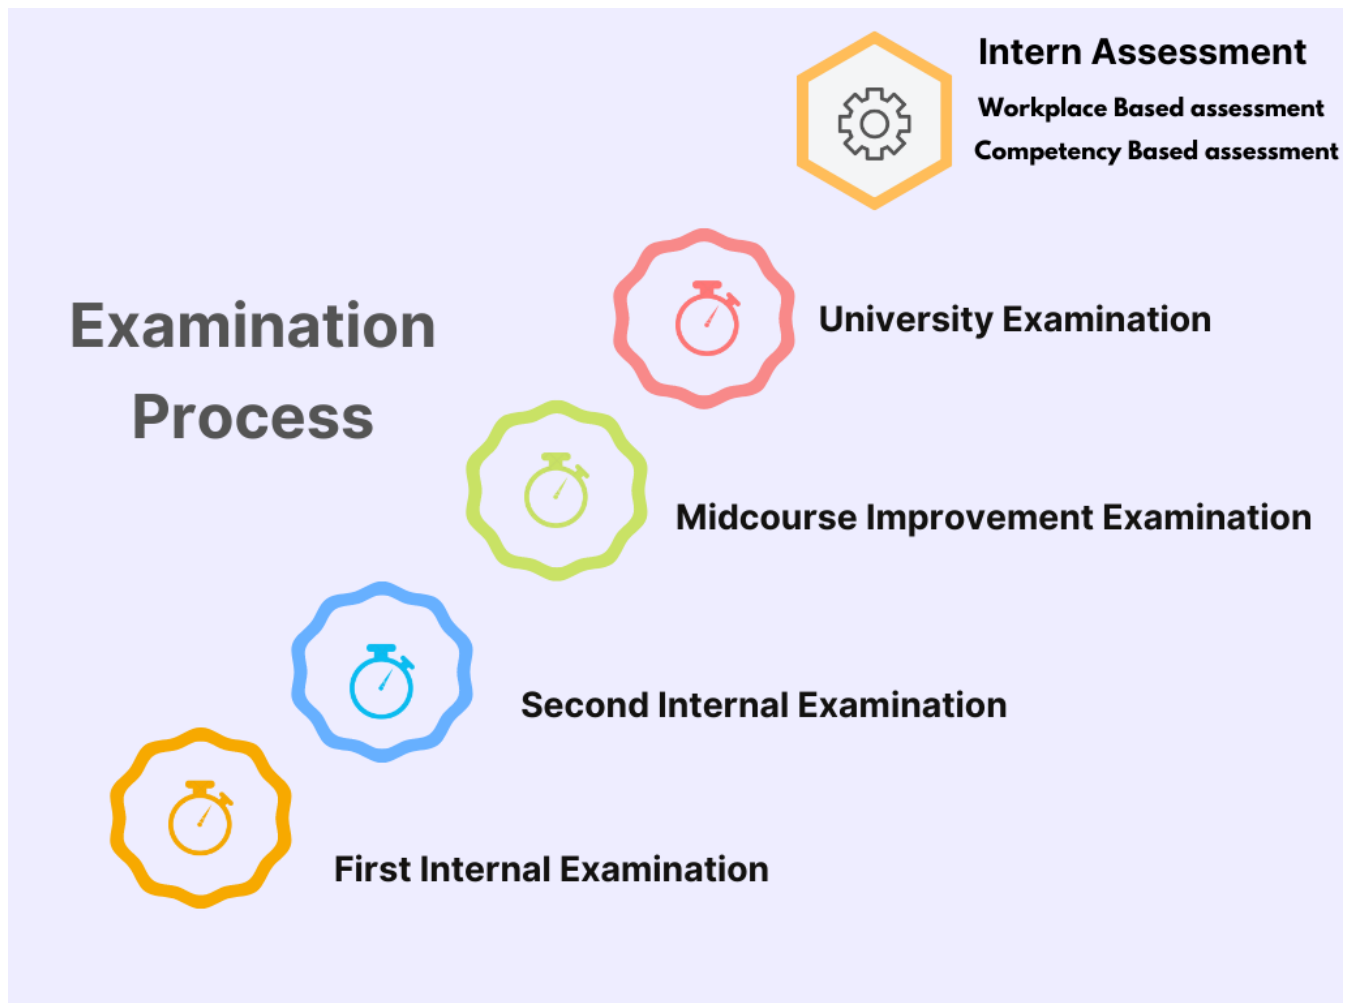 Intern Assessment
Workplace Based assessment
Competency Based assessment
Examination
Process
University Examination
Midcourse Improvement Examination
Second Internal Examination
First Internal Examination